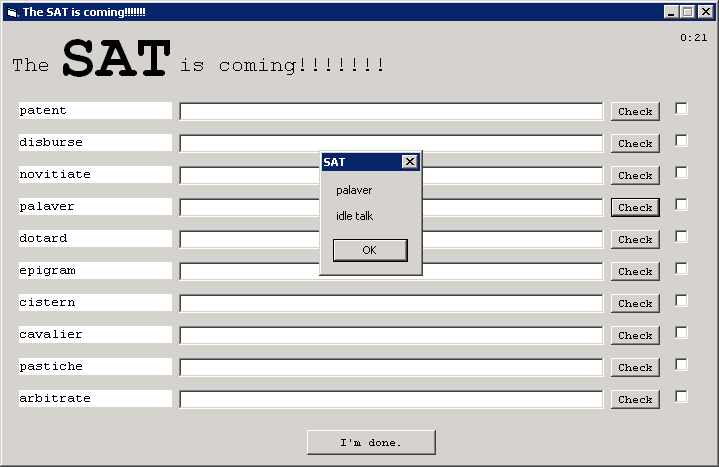 The SAT is coming!!!!!!!
0:21
The SAT is coming!!!!!!!
patent Check
disburse Check
novitiate Check
palaver Check
dotard Check
epigram Check
cistern Check
cavalier Check
pastiche Check
arbitrate Check
SAT
palaver
idle talk
OK
I'm done.